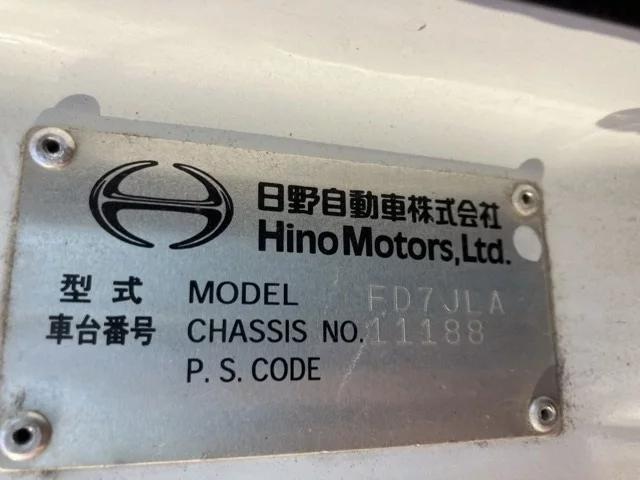 日野自動車株式会社
Hino Motors, Ltd.
型式 MODEL FD7JLA
車台番号 CHASSIS NO. 11188
P. S. CODE